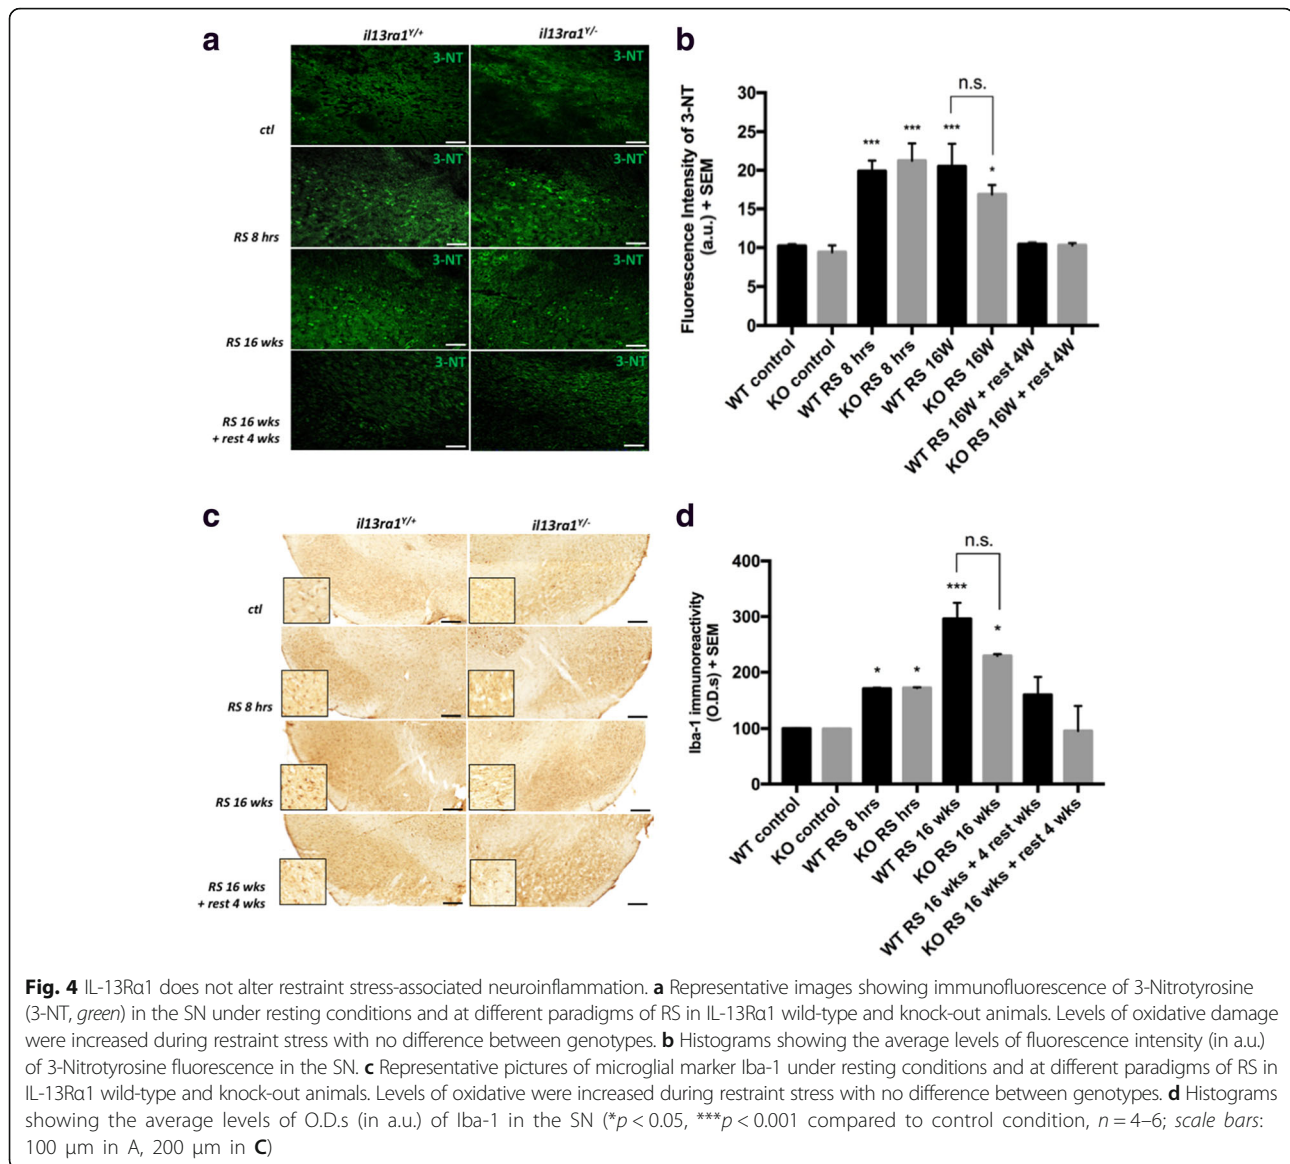 a
il13ra1^Y/+
il13ra1^Y/-
3-NT
3-NT
ctl
3-NT
3-NT
RS 8 hrs
3-NT
3-NT
RS 16 wks
3-NT
3-NT
RS 16 wks
+ rest 4 wks
b
n.s.
Fluorescence Intensity of 3-NT
(a.u.) + SEM
30
25
20
15
10
5
0
***
***
***
*
WT control
KO control
WT RS 8 hrs
KO RS 8 hrs
WT RS 16W
KO RS 16W
WT RS 16W + rest 4W
KO RS 16W + rest 4W
c
il13ra1^Y/+
il13ra1^Y/-
ctl
RS 8 hrs
RS 16 wks
RS 16 wks
+ rest 4 wks
d
n.s.
Iba-1 immunoreactivity
(O.D.s) + SEM
400
300
200
100
0
*
*
***
*
WT control
KO control
WT RS 8 hrs
KO RS hrs
WT RS 16 wks
KO RS 16 wks
WT RS 16 wks + 4 rest wks
KO RS 16 wks + rest 4 wks
Fig. 4 IL-13Rα1 does not alter restraint stress-associated neuroinflammation. a Representative images showing immunofluorescence of 3-Nitrotyrosine
(3-NT, green) in the SN under resting conditions and at different paradigms of RS in IL-13Rα1 wild-type and knock-out animals. Levels of oxidative damage
were increased during restraint stress with no difference between genotypes. b Histograms showing the average levels of fluorescence intensity (in a.u.)
of 3-Nitrotyrosine fluorescence in the SN. c Representative pictures of microglial marker Iba-1 under resting conditions and at different paradigms of RS in
IL-13Rα1 wild-type and knock-out animals. Levels of oxidative were increased during restraint stress with no difference between genotypes. d Histograms
showing the average levels of O.D.s (in a.u.) of Iba-1 in the SN (*p < 0.05, ***p < 0.001 compared to control condition, n = 4–6; scale bars:
100 μm in A, 200 μm in C)